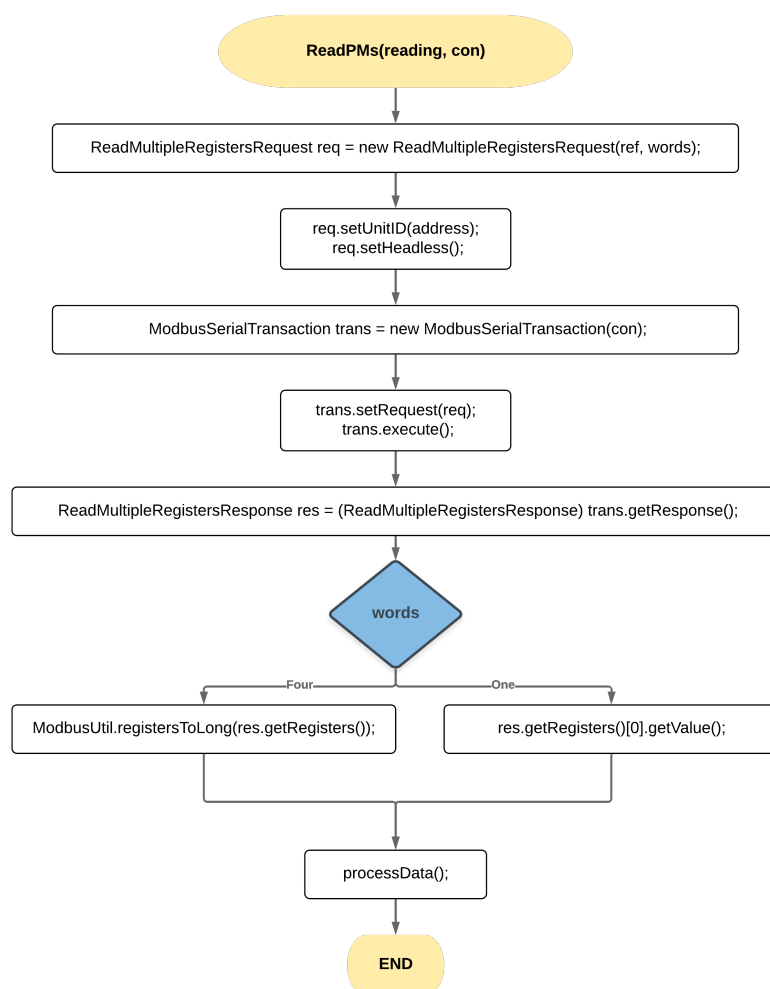 ReadPMs(reading, con)
ReadMultipleRegistersRequest req = new ReadMultipleRegistersRequest(ref, words);
req.setUnitID(address);
req.setHeadless();
ModbusSerialTransaction trans = new ModbusSerialTransaction(con);
trans.setRequest(req);
trans.execute();
ReadMultipleRegistersResponse res = (ReadMultipleRegistersResponse) trans.getResponse();
words
Four
One
ModbusUtil.registersToLong(res.getRegisters());
res.getRegisters()[0].getValue();
processData();
END